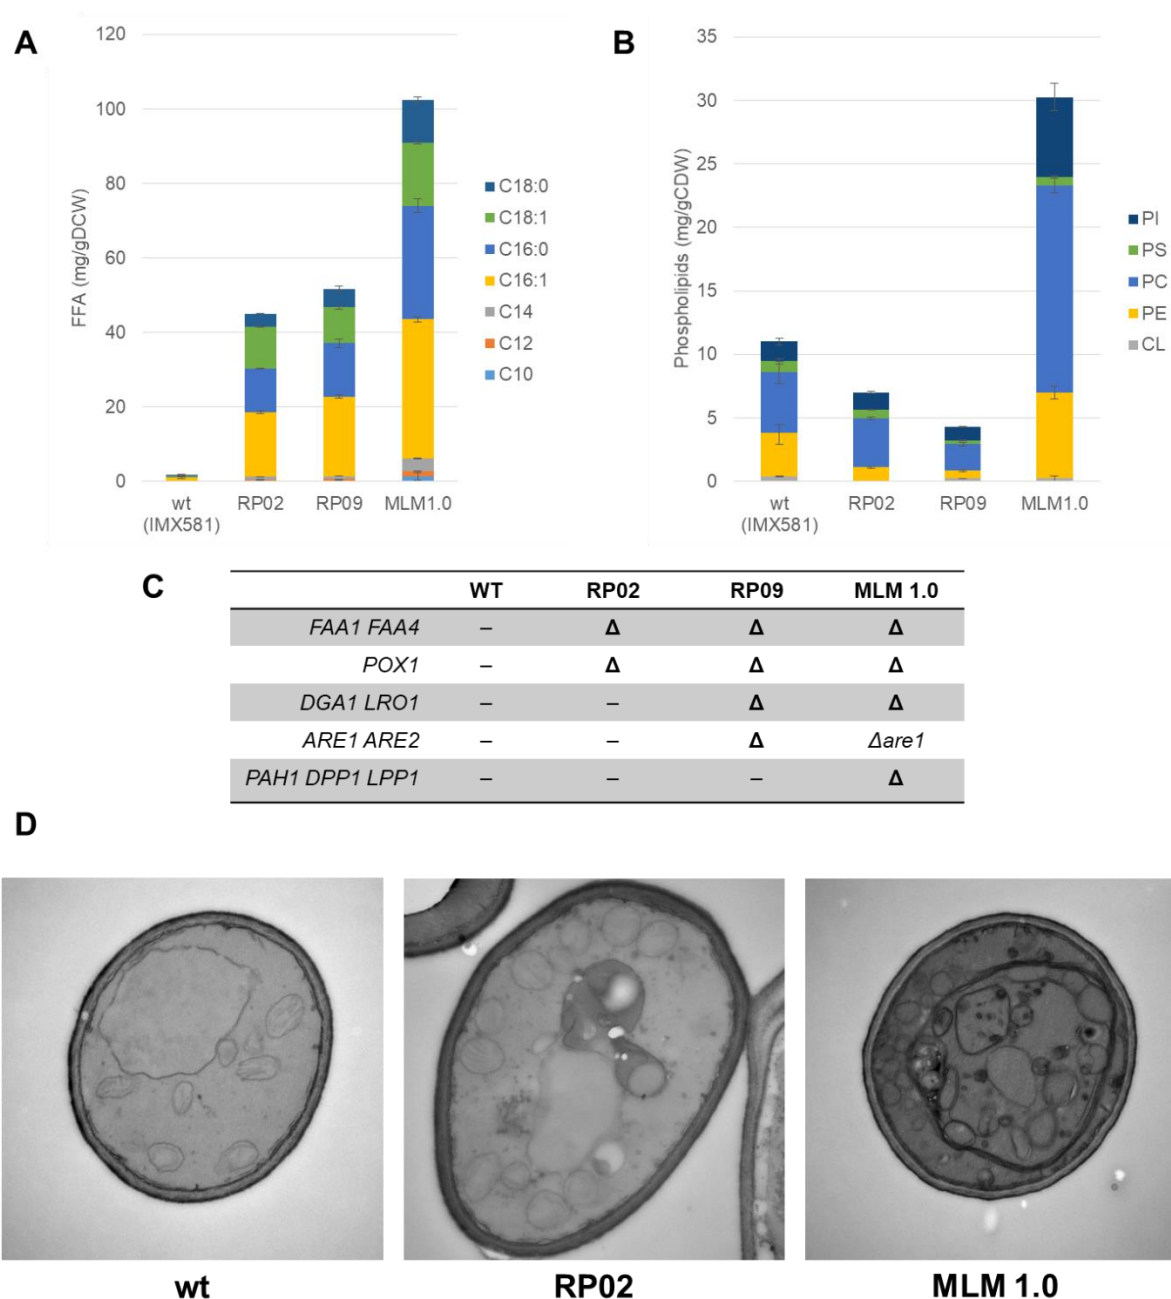 A
FFA (mg/gDCW)
120
100
80
60
40
20
0
wt (IMX581)
RP02
RP09
MLM1.0
C18:0
C18:1
C16:0
C16:1
C14
C12
C10
B
Phospholipids (mg/gCDW)
35
30
25
20
15
10
5
0
wt (IMX581)
RP02
RP09
MLM1.0
PI
PS
PC
PE
CL
C
WT RP02 RP09 MLM 1.0
FAA1 FAA4 – Δ Δ Δ
POX1 – Δ Δ Δ
DGA1 LRO1 – – Δ Δ
ARE1 ARE2 – – Δ Δare1
PAH1 DPP1 LPP1 – – – Δ
D
wt
RP02
MLM 1.0